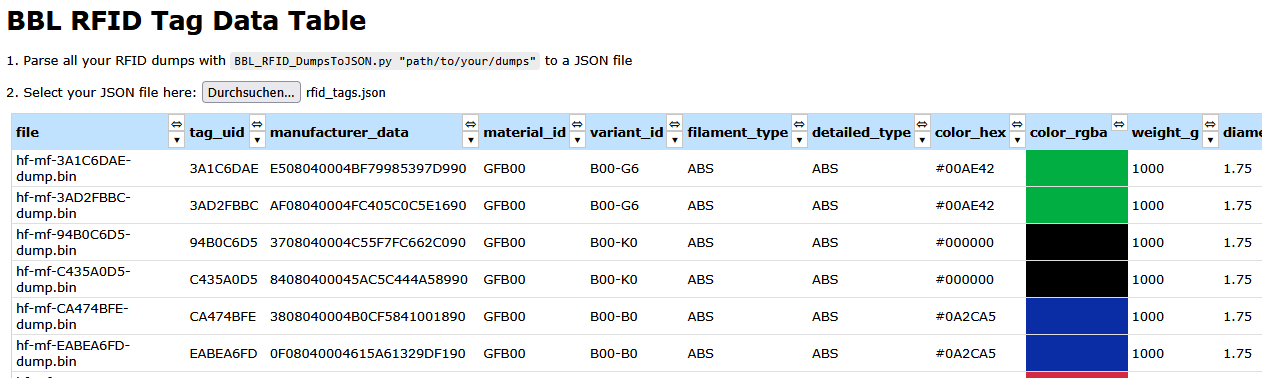 BBL RFID Tag Data Table
1. Parse all your RFID dumps with BBL_RFID_DumpsToJSON.py "path/to/your/dumps" to a JSON file
2. Select your JSON file here: Durchsuchen... rfid_tags.json
file tag_uid manufacturer_data material_id variant_id filament_type detailed_type color_hex color_rgba weight_g diame
hf-mf-3A1C6DAE-
dump.bin 3A1C6DAE E508040004BF79985397D990 GFB00 B00-G6 ABS ABS #00AE42 1000 1.75
hf-mf-3AD2FBBC-
dump.bin 3AD2FBBC AF08040004FC405C0C5E1690 GFB00 B00-G6 ABS ABS #00AE42 1000 1.75
hf-mf-94B0C6D5-
dump.bin 94B0C6D5 3708040004C55F7FC662C090 GFB00 B00-K0 ABS ABS #000000 1000 1.75
hf-mf-C435A0D5-
dump.bin C435A0D5 84080400045AC5C444A58990 GFB00 B00-K0 ABS ABS #000000 1000 1.75
hf-mf-CA474BFE-
dump.bin CA474BFE 3808040004B0CF5841001890 GFB00 B00-B0 ABS ABS #0A2CA5 1000 1.75
hf-mf-EABEA6FD-
dump.bin EABEA6FD 0F08040004615A61329DF190 GFB00 B00-B0 ABS ABS #0A2CA5 1000 1.75